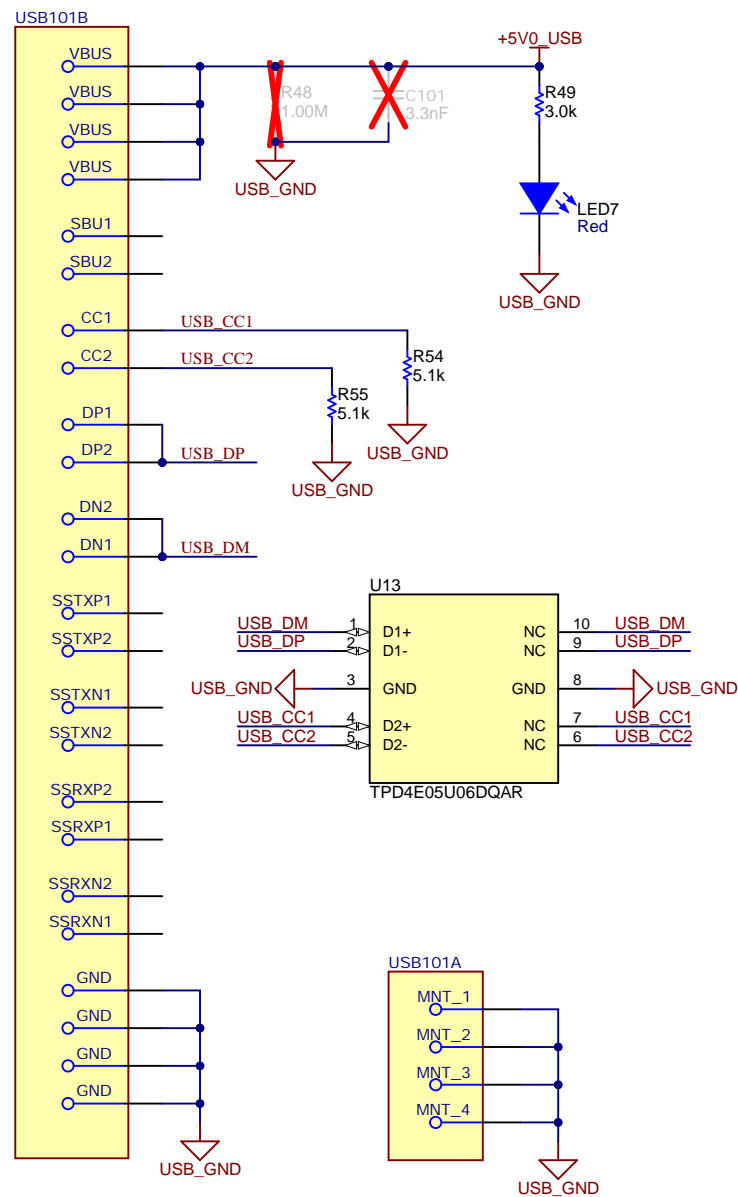 USB101B
VBUS
VBUS
VBUS
VBUS
SBU1
SBU2
CC1
CC2
DP1
DP2
DN2
DN1
SSTXP1
SSTXP2
SSTXN1
SSTXN2
SSRXP2
SSRXP1
SSRXN2
SSRXN1
GND
GND
GND
GND
USB_GND
R48
1.00M
C101
3.3nF
USB_GND
+5V0_USB
R49
3.0k
LED7
Red
USB_GND
USB_CC1
USB_CC2
R54
5.1k
USB_GND
R55
5.1k
USB_GND
USB_DP
USB_DM
U13
USB_DM 1 D1+ NC 10 USB_DM
USB_DP 2 D1- NC 9 USB_DP
USB_GND 3 GND GND 8 USB_GND
USB_CC1 4 D2+ NC 7 USB_CC1
USB_CC2 5 D2- NC 6 USB_CC2
TPD4E05U06DQAR
USB101A
MNT_1
MNT_2
MNT_3
MNT_4
USB_GND